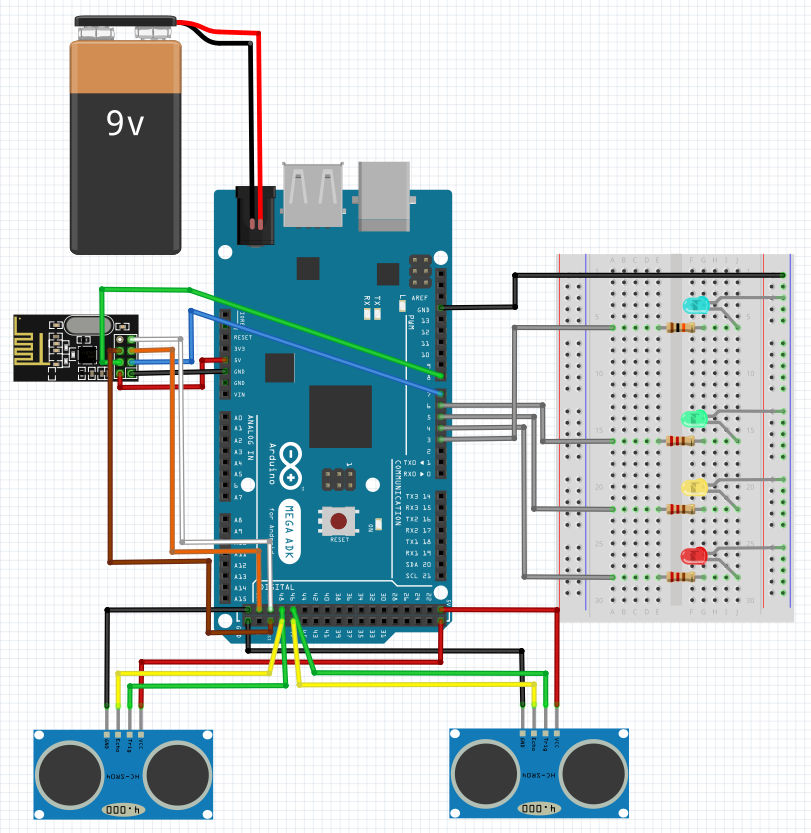 9v
AREF
GND
13
12
11
10
9
8
7
6
5
4
3
2
TX0 ◄ 1
RX0 ► 0
PWM
RX
TX
L
RESET
3V3
5V
GND
GND
VIN
A0
A1
A2
A3
A4
A5
6
A7
ANALOG IN
A8
A9
A11
A12
A13
A14
A15
Arduino
MEGA ADK
for Android
1
RESET
ON
COMMUNICATION
TX3 14
RX3 15
TX2 16
RX2 17
TX1 18
RX1 19
SDA 20
SCL 21
DIGITAL
A B C D E
F G H I J
10
15
20
25
30
A B C D E
F G H I J
GND
Echo
Trig
VCC
HC-SR04
4.000
GND
Echo
Trig
VCC
HC-SR04
4.000